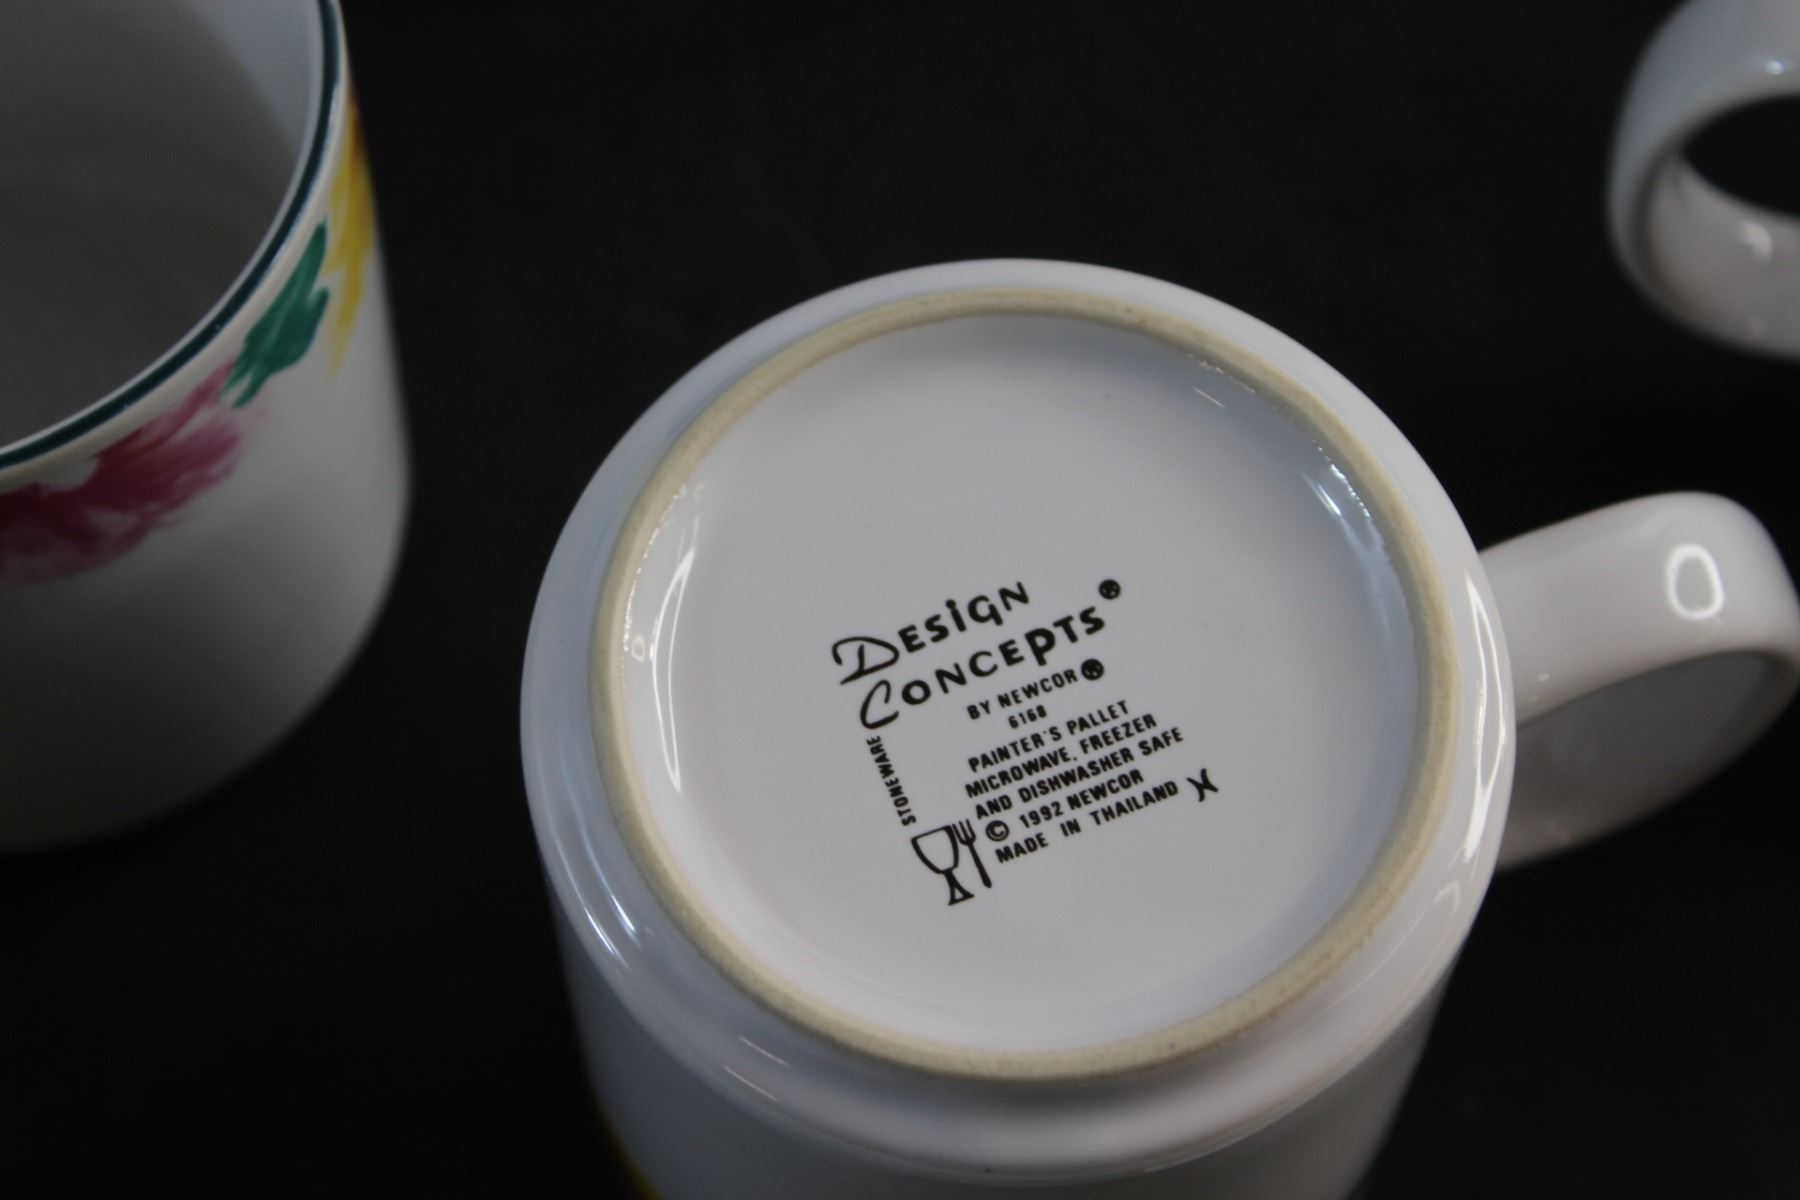 DESiGN
CONCEPTS®
BY NEWCOR®
6168
PAINTER'S PALLET
MICROWAVE, FREEZER
AND DISHWASHER SAFE
© 1992 NEWCOR
MADE IN THAILAND
STONEWARE